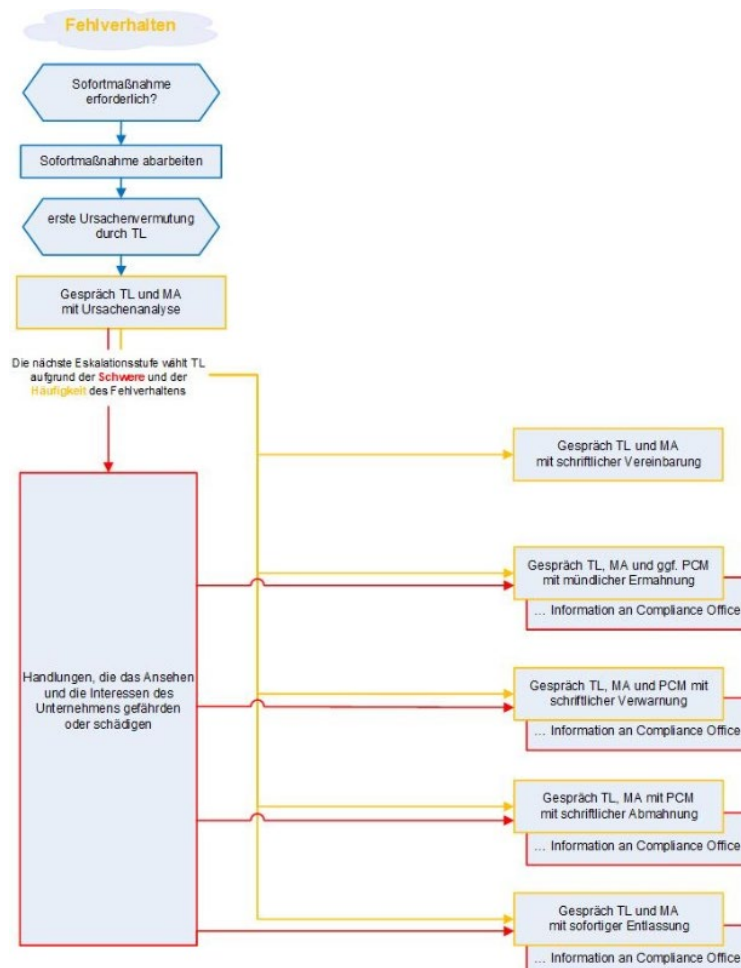 Fehlverhalten
Sofortmaßnahme
erforderlich?
Sofortmaßnahme abarbeiten
erste Ursachenvermutung
durch TL
Gespräch TL und MA
mit Ursachenanalyse
Die nächste Eskalationsstufe wählt TL
aufgrund der Schwere und der
Häufigkeit des Fehlverhaltens
Gespräch TL und MA
mit schriftlicher Vereinbarung
Gespräch TL, MA und ggf. PCM
mit mündlicher Ermahnung
... Information an Compliance Office
Handlungen, die das Ansehen
und die Interessen des
Unternehmens gefährden
oder schädigen
Gespräch TL, MA und PCM mit
schriftlicher Verwarnung
... Information an Compliance Office
Gespräch TL, MA mit PCM
mit schriftlicher Abmahnung
... Information an Compliance Office
Gespräch TL und MA
mit sofortiger Entlassung
... Information an Compliance Office